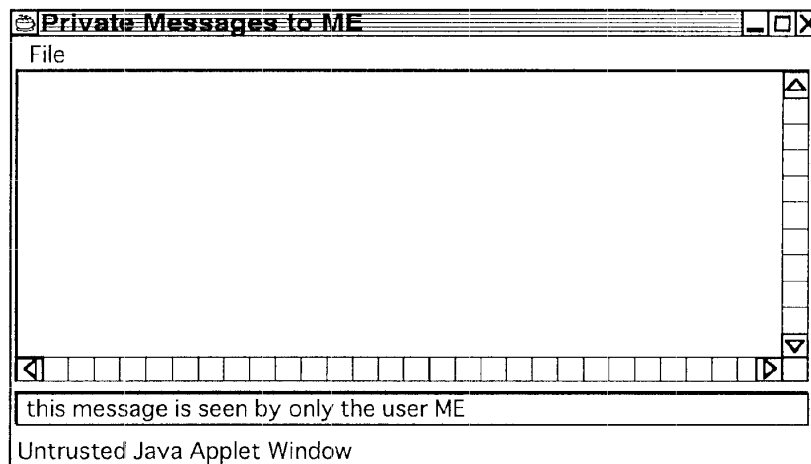 Private Messages to ME
File
this message is seen by only the user ME
Untrusted Java Applet Window